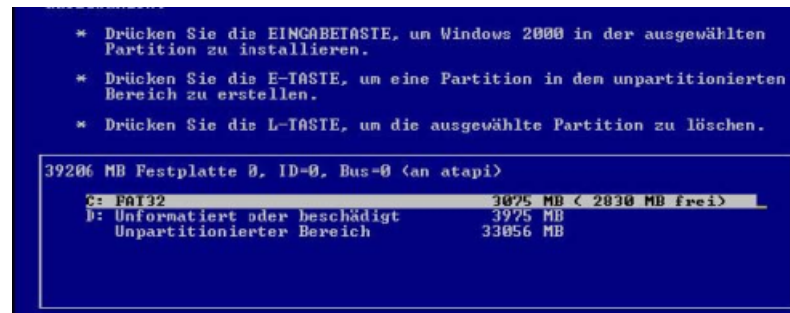 * Drücken Sie die EINGABETASTE, um Windows 2000 in der ausgewählten
Partition zu installieren.
* Drücken Sie die E-TASTE, um eine Partition in dem unpartitionierten
Bereich zu erstellen.
* Drücken Sie die L-TASTE, um die ausgewählte Partition zu löschen.
39206 MB Festplatte 0, ID=0, Bus=0 (an atapi)
C: FAT32 3075 MB ( 2830 MB frei)
D: Unformatiert oder beschädigt 3975 MB
Unpartitionierter Bereich 33056 MB